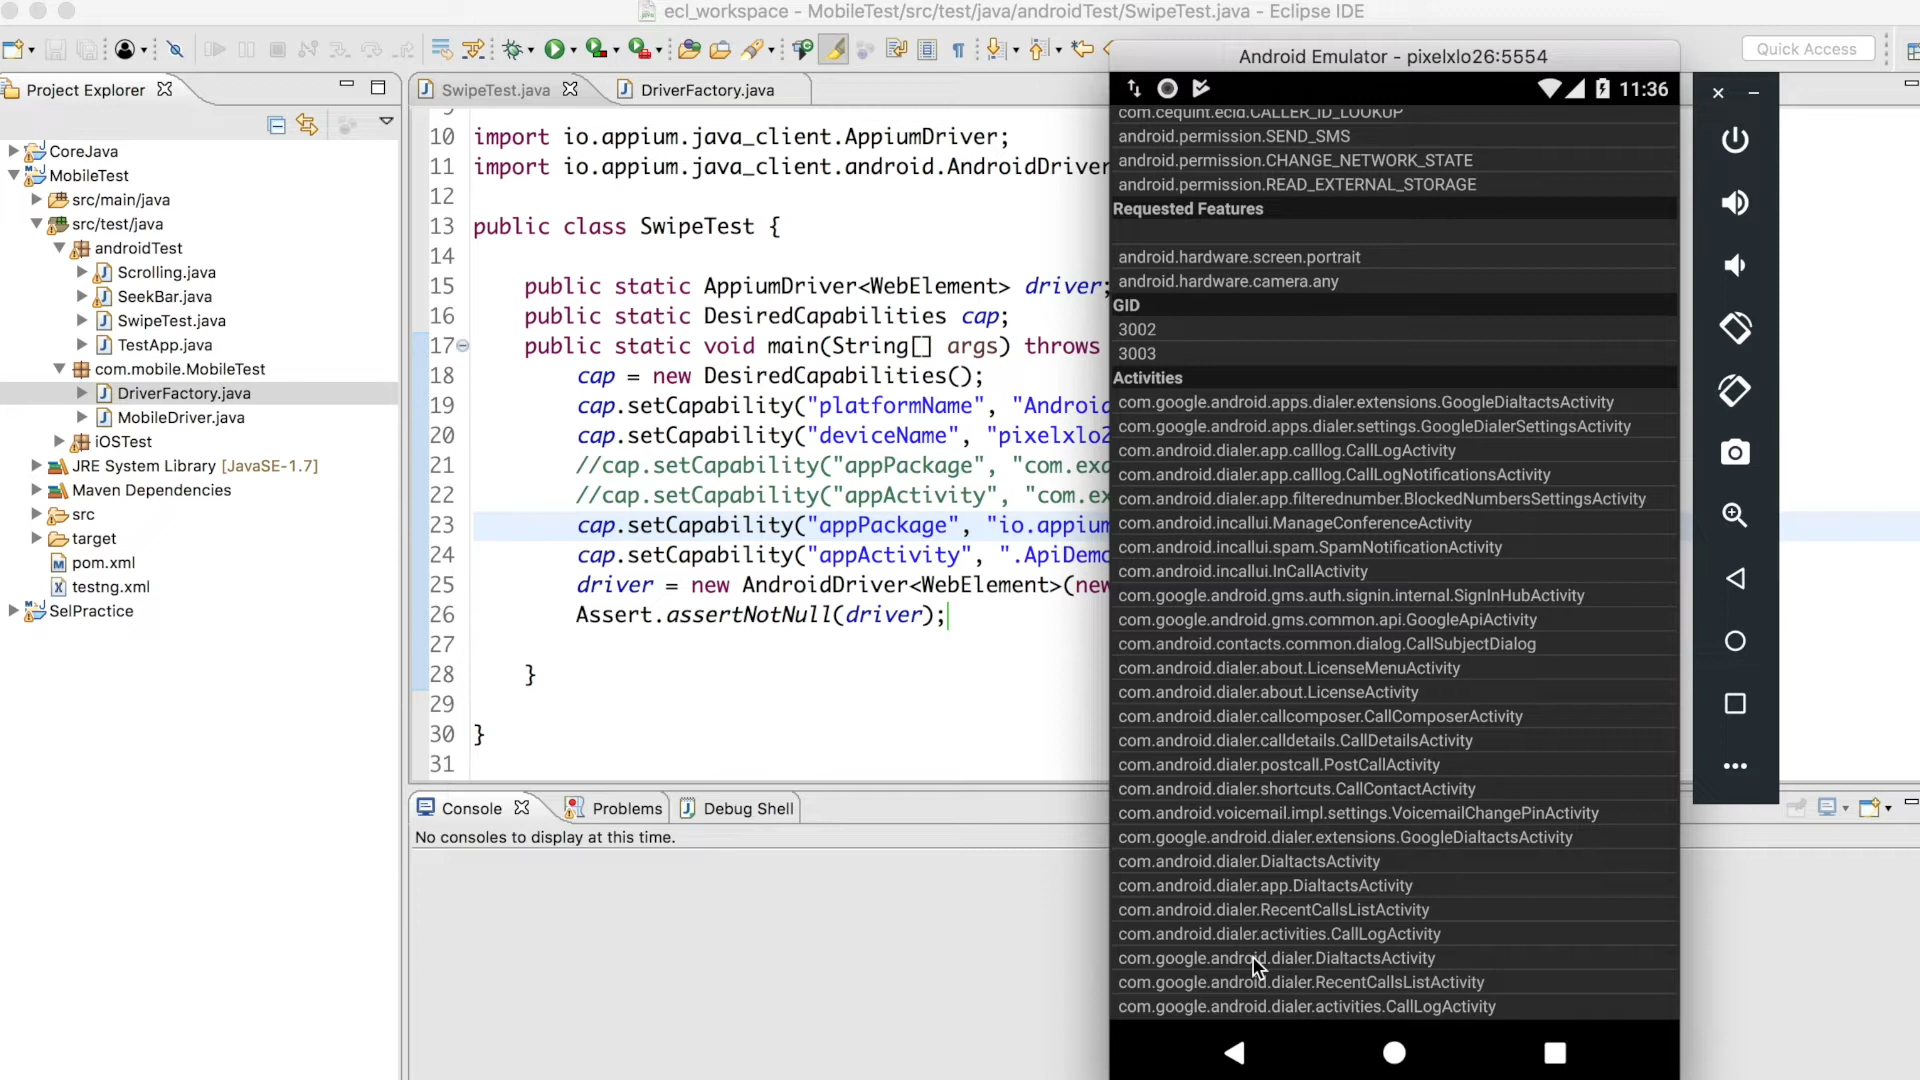 ecl_workspace - MobileTest/src/test/java/androidTest/SwipeTest.java - Eclipse IDE
Quick Access
Project Explorer
CoreJava
MobileTest
src/main/java
src/test/java
androidTest
Scrolling.java
SeekBar.java
SwipeTest.java
TestApp.java
com.mobile.MobileTest
DriverFactory.java
MobileDriver.java
iOSTest
JRE System Library [JavaSE-1.7]
Maven Dependencies
src
target
pom.xml
testng.xml
SelPractice
SwipeTest.java
DriverFactory.java
10 import io.appium.java_client.AppiumDriver;
11 import io.appium.java_client.android.AndroidDriver
12
13 public class SwipeTest {
14
15 public static AppiumDriver<WebElement> driver;
16 public static DesiredCapabilities cap;
17 public static void main(String[] args) throws
18 cap = new DesiredCapabilities();
19 cap.setCapability("platformName", "Android
20 cap.setCapability("deviceName", "pixelxlo2
21 //cap.setCapability("appPackage", "com.exa
22 //cap.setCapability("appActivity", "com.ex
23 cap.setCapability("appPackage", "io.appium
24 cap.setCapability("appActivity", ".ApiDemo
25 driver = new AndroidDriver<WebElement>(new
26 Assert.assertNotNull(driver);
27
28 }
29
30 }
31
Console
Problems
Debug Shell
No consoles to display at this time.
Android Emulator - pixelxlo26:5554
11:36
com.cequint.ecid.CALLER_ID_LOOKUP
android.permission.SEND_SMS
android.permission.CHANGE_NETWORK_STATE
android.permission.READ_EXTERNAL_STORAGE
Requested Features
android.hardware.screen.portrait
android.hardware.camera.any
GID
3002
3003
Activities
com.google.android.apps.dialer.extensions.GoogleDialtactsActivity
com.google.android.apps.dialer.settings.GoogleDialerSettingsActivity
com.android.dialer.app.calllog.CallLogActivity
com.android.dialer.app.calllog.CallLogNotificationsActivity
com.android.dialer.app.filterednumber.BlockedNumbersSettingsActivity
com.android.incallui.ManageConferenceActivity
com.android.incallui.spam.SpamNotificationActivity
com.android.incallui.InCallActivity
com.google.android.gms.auth.signin.internal.SignInHubActivity
com.google.android.gms.common.api.GoogleApiActivity
com.android.contacts.common.dialog.CallSubjectDialog
com.android.dialer.about.LicenseMenuActivity
com.android.dialer.about.LicenseActivity
com.android.dialer.callcomposer.CallComposerActivity
com.android.dialer.calldetails.CallDetailsActivity
com.android.dialer.postcall.PostCallActivity
com.android.dialer.shortcuts.CallContactActivity
com.android.voicemail.impl.settings.VoicemailChangePinActivity
com.google.android.dialer.extensions.GoogleDialtactsActivity
com.android.dialer.DialtactsActivity
com.android.dialer.app.DialtactsActivity
com.android.dialer.RecentCallsListActivity
com.android.dialer.activities.CallLogActivity
com.google.android.dialer.DialtactsActivity
com.google.android.dialer.RecentCallsListActivity
com.google.android.dialer.activities.CallLogActivity